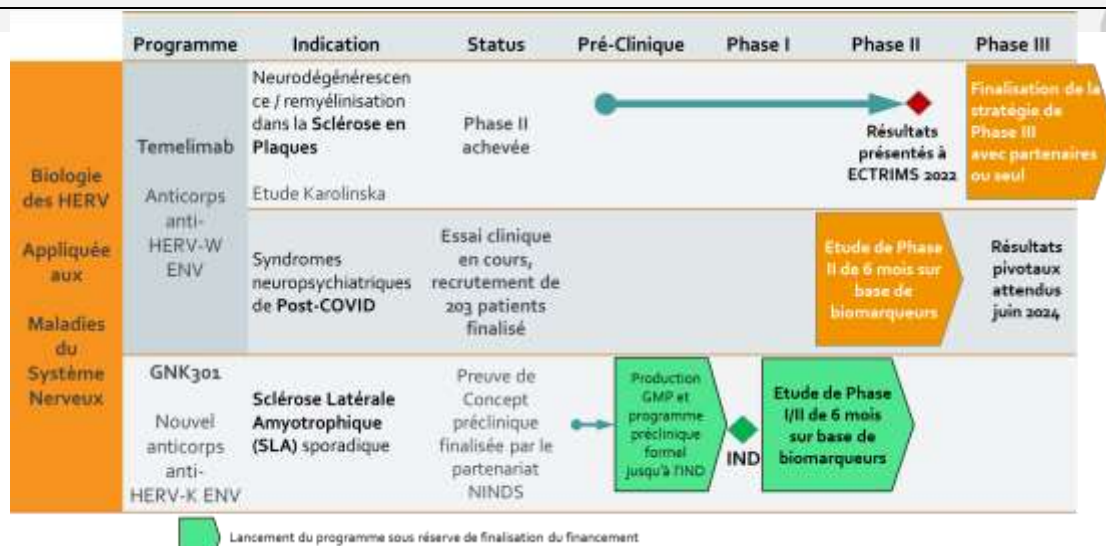 Programme
Indication
Status
Pré-Clinique
Phase I
Phase II
Phase III
Biologie
des HERV
Appliquée
aux
Maladies
du
Système
Nerveux
Temelimab
Anticorps
anti-
HERV-W
ENV
Neurodégénérescen
ce / remyélinisation
dans la Sclérose en
Plaques
Etude Karolinska
Phase II
achevée
Résultats
présentés à
ECTRIMS 2022
Finalisation de la
stratégie de
Phase III
avec partenaires
ou seul
Syndromes
neuropsychiatriques
de Post-COVID
Essai clinique
en cours,
recrutement de
203 patients
finalisé
Etude de Phase
II de 6 mois sur
base de
biomarqueurs
Résultats
pivotaux
attendus
juin 2024
GNK301
Nouvel
anticorps
anti-
HERV-K ENV
Sclérose Latérale
Amyotrophique
(SLA) sporadique
Preuve de
Concept
préclinique
finalisée par le
partenariat
NINDS
Production
GMP et
programme
préclinique
formel
jusqu'à l'IND
IND
Etude de Phase
I/II de 6 mois
sur base de
biomarqueurs
Lancement du programme sous réserve de finalisation du financement